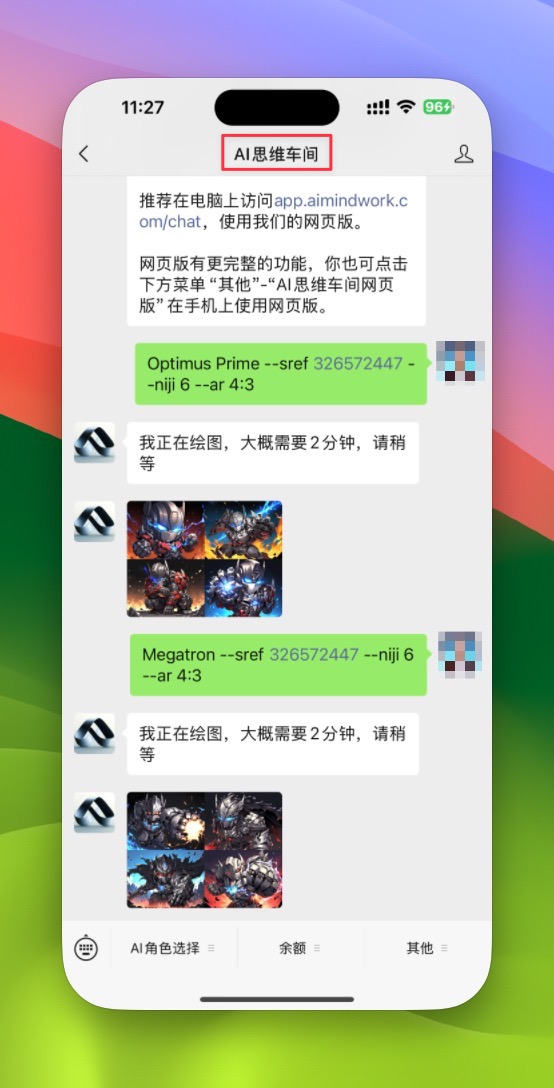 11:27
96
AI思维车间
推荐在电脑上访问app.aimindwork.c
om/chat，使用我们的网页版。
网页版有更完整的功能，你也可点击
下方菜单“其他”-“AI思维车间网页
版”在手机上使用网页版。
Optimus Prime --sref 326572447 -
-niji 6 --ar 4:3
我正在绘图，大概需要2分钟，请稍
等
Megatron --sref 326572447 --niji 6
--ar 4:3
我正在绘图，大概需要2分钟，请稍
等
AI角色选择
余额
其他